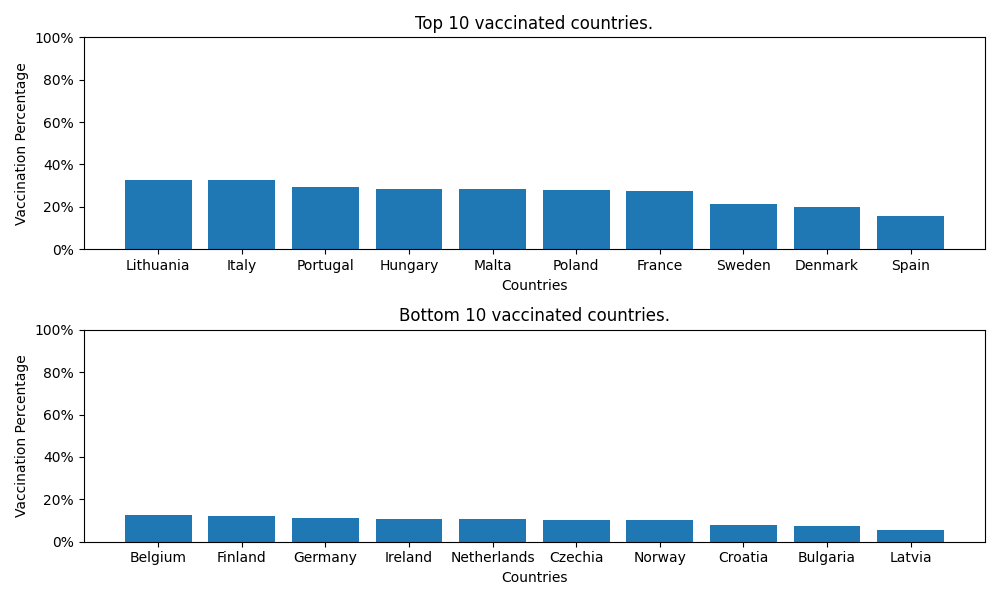 Top 10 vaccinated countries.
100%
80%
60%
40%
20%
0%
Vaccination Percentage
Lithuania Italy Portugal Hungary Malta Poland France Sweden Denmark Spain
Countries
Bottom 10 vaccinated countries.
100%
80%
60%
40%
20%
0%
Vaccination Percentage
Belgium Finland Germany Ireland Netherlands Czechia Norway Croatia Bulgaria Latvia
Countries